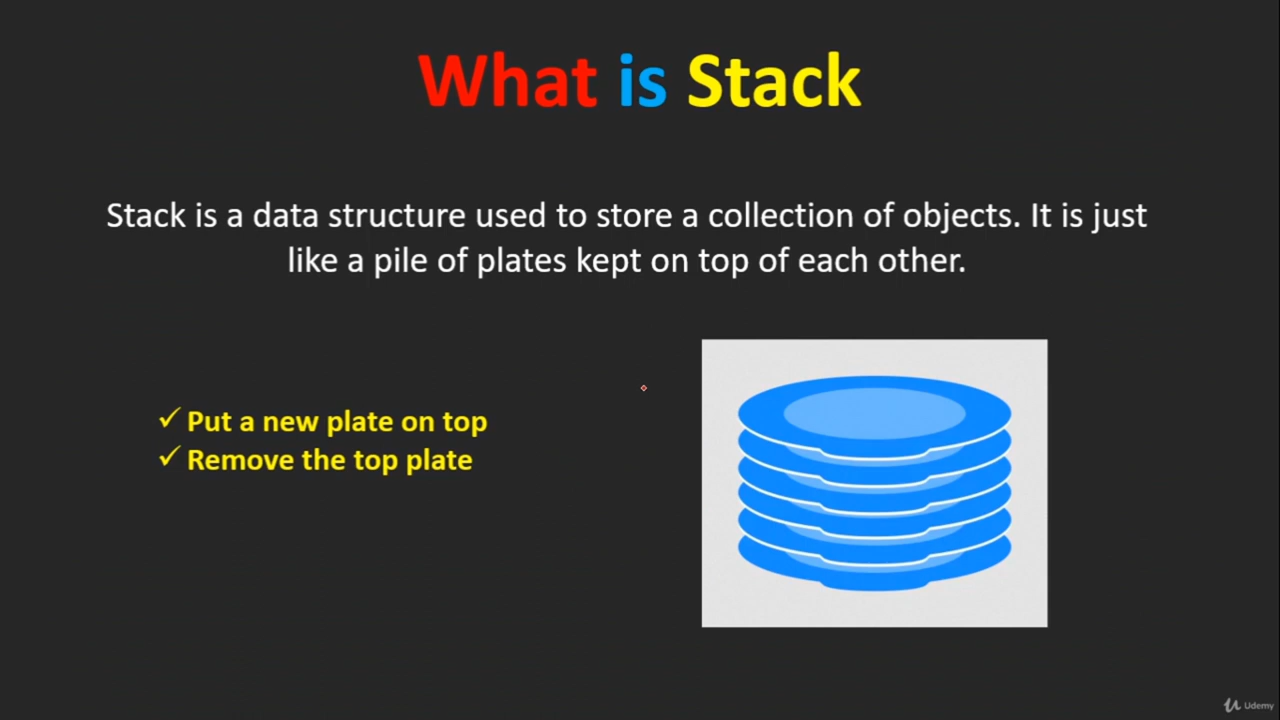 What is Stack
Stack is a data structure used to store a collection of objects. It is just
like a pile of plates kept on top of each other.
✓ Put a new plate on top
✓ Remove the top plate
Udemy